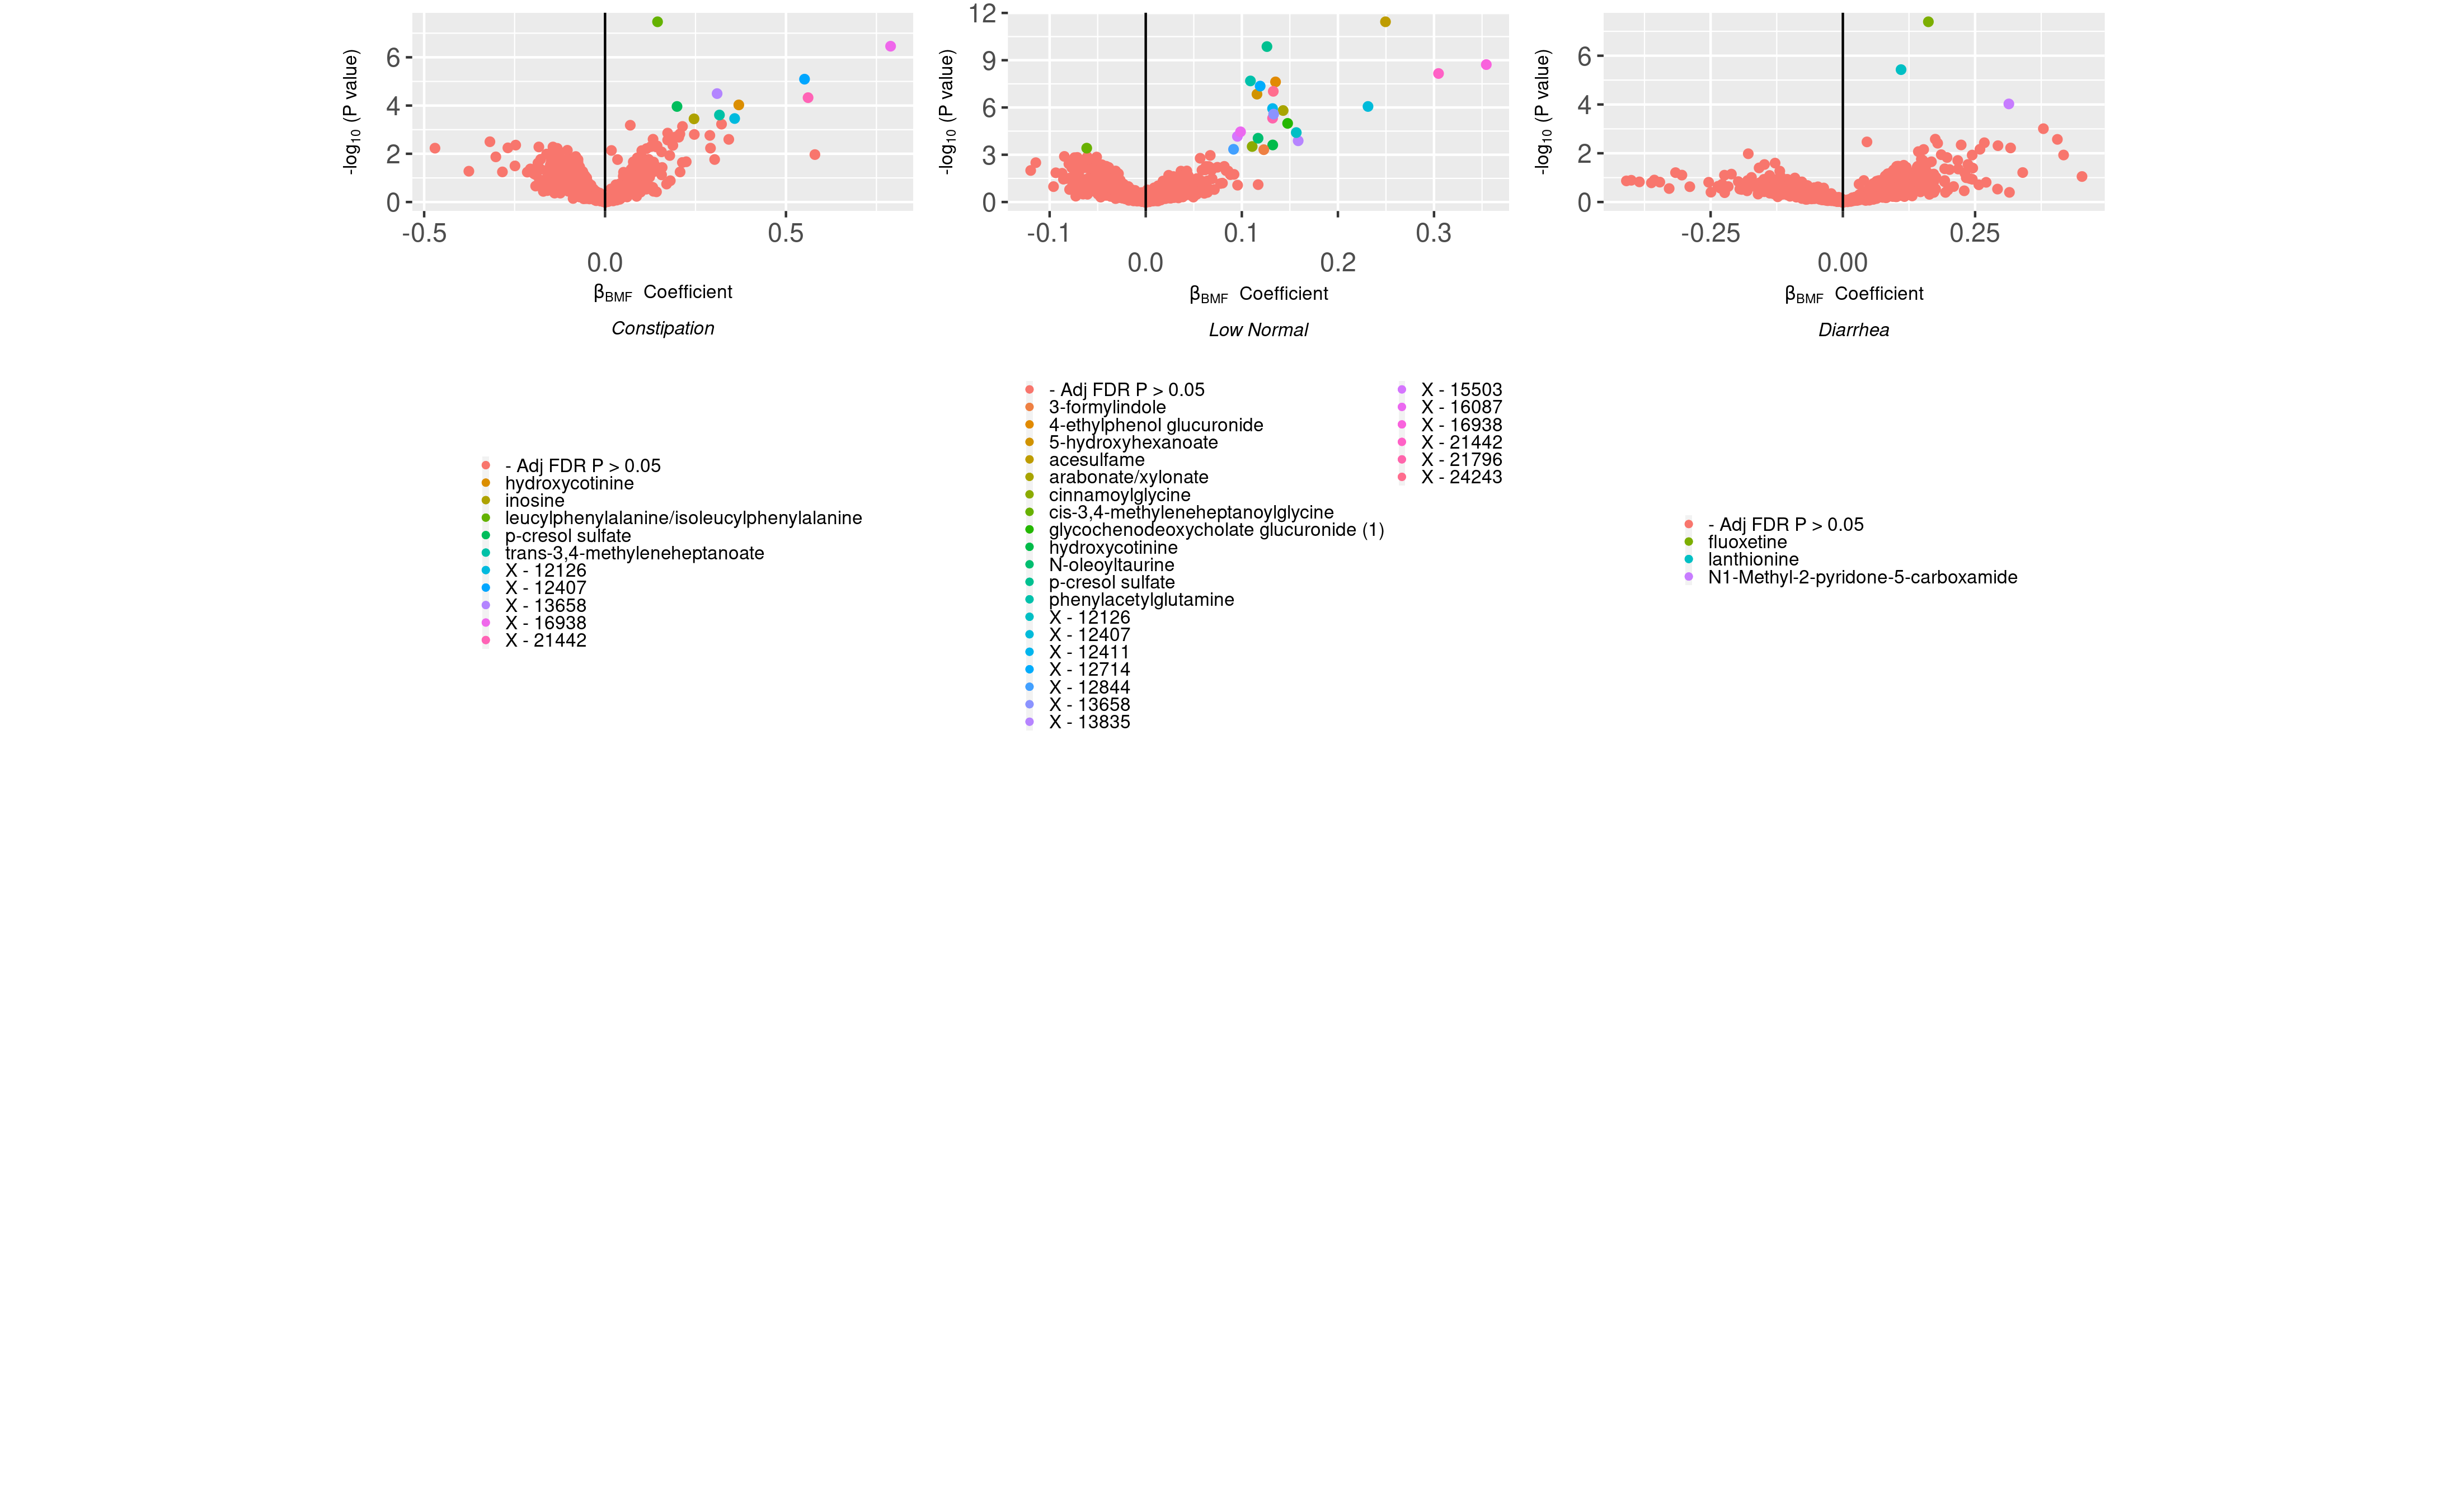 -log10 (P value)
6
4
2
0
-0.5
0.5
0.0
βBMF Coefficient
Constipation
- Adj FDR P > 0.05
hydroxycotinine
inosine
leucylphenylalanine/isoleucylphenylalanine
p-cresol sulfate
trans-3,4-methyleneheptanoate
X - 12126
X - 12407
X - 13658
X - 16938
X - 21442
-log10 (P value)
12
9
6
3
0
-0.1
0.1
0.3
0.0
0.2
βBMF Coefficient
Low Normal
- Adj FDR P > 0.05
3-formylindole
4-ethylphenol glucuronide
5-hydroxyhexanoate
acesulfame
arabonate/xylonate
cinnamoylglycine
cis-3,4-methyleneheptanoylglycine
glycochenodeoxycholate glucuronide (1)
hydroxycotinine
N-oleoyltaurine
p-cresol sulfate
phenylacetylglutamine
X - 12126
X - 12407
X - 12411
X - 12714
X - 12844
X - 13658
X - 13835
X - 15503
X - 16087
X - 16938
X - 21442
X - 21796
X - 24243
-log10 (P value)
6
4
2
0
-0.25
0.25
0.00
βBMF Coefficient
Diarrhea
- Adj FDR P > 0.05
fluoxetine
lanthionine
N1-Methyl-2-pyridone-5-carboxamide